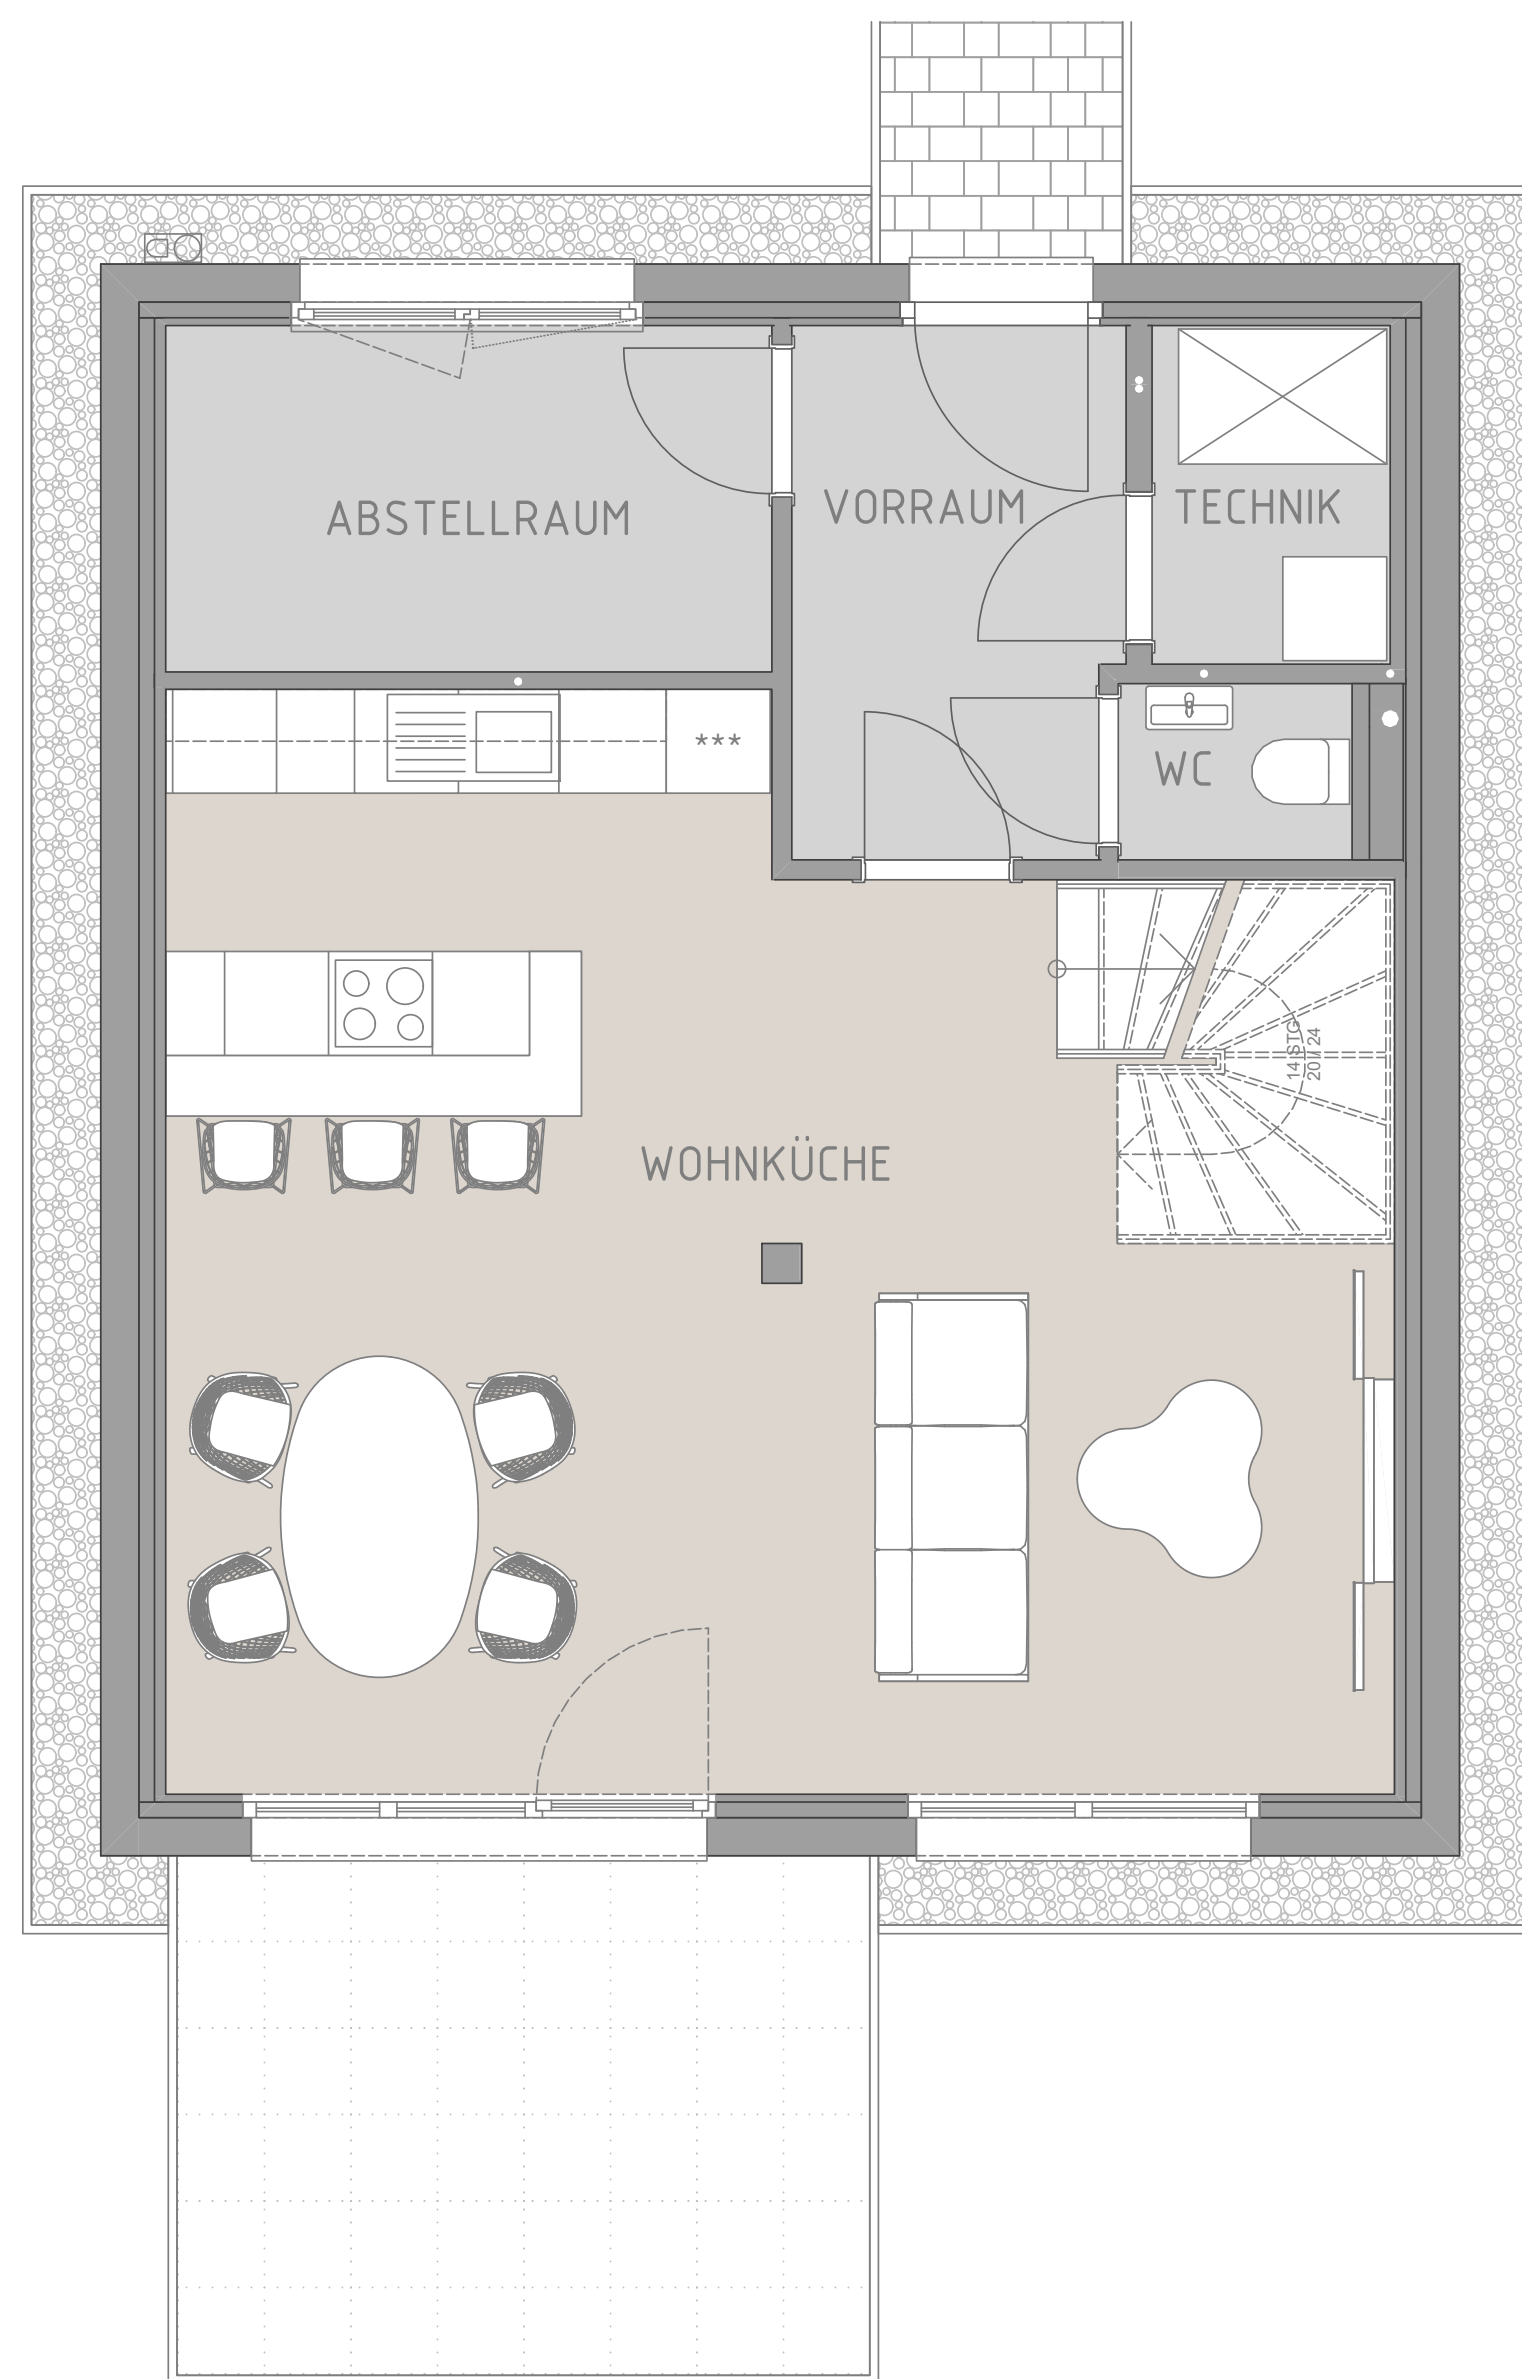 ABSTELLRAUM
VORRAUM
TECHNIK
***
WC
14 STG
20 / 24
WOHNKÜCHE